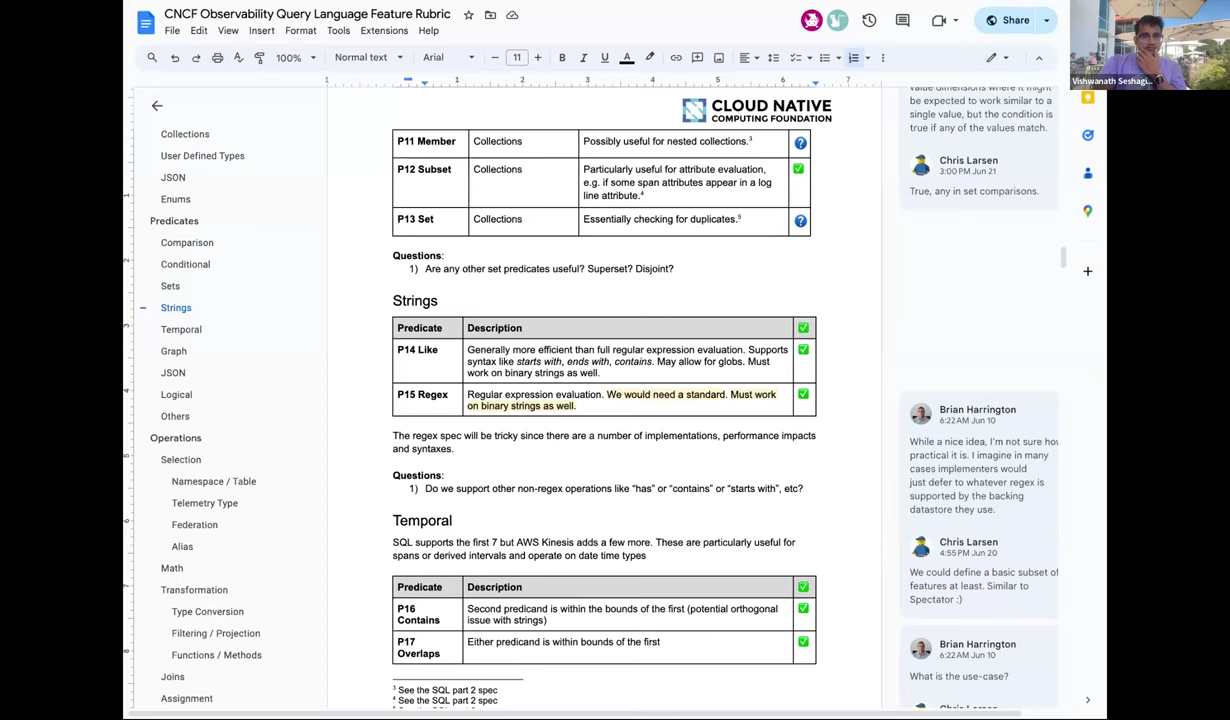 CNCF Observability Query Language Feature Rubric
File Edit View Insert Format Tools Extensions Help
Share
100% Normal text Arial 11
Vishwanath Seshagi...
1 1 2 3 4 5 6 7
Collections
User Defined Types
JSON
Enums
Predicates
Comparison
Conditional
Sets
Strings
Temporal
Graph
JSON
Logical
Others
Operations
Selection
Namespace / Table
Telemetry Type
Federation
Alias
Math
Transformation
Type Conversion
Filtering / Projection
Functions / Methods
Joins
Assignment
CLOUD NATIVE
COMPUTING FOUNDATION
P11 Member Collections Possibly useful for nested collections.3
P12 Subset Collections Particularly useful for attribute evaluation,
e.g. if some span attributes appear in a log
line attribute.4
P13 Set Collections Essentially checking for duplicates.5
Questions:
1) Are any other set predicates useful? Superset? Disjoint?
Strings
Predicate Description
P14 Like Generally more efficient than full regular expression evaluation. Supports
syntax like starts with, ends with, contains. May allow for globs. Must
work on binary strings as well.
P15 Regex Regular expression evaluation. We would need a standard. Must work
on binary strings as well.
The regex spec will be tricky since there are a number of implementations, performance impacts
and syntaxes.
Questions:
1) Do we support other non-regex operations like “has” or “contains” or “starts with”, etc?
Temporal
SQL supports the first 7 but AWS Kinesis adds a few more. These are particularly useful for
spans or derived intervals and operate on date time types
Predicate Description
P16 Second predicand is within the bounds of the first (potential orthogonal
Contains issue with strings)
P17 Either predicand is within bounds of the first
Overlaps
3 See the SQL part 2 spec
4 See the SQL part 2 spec
value dimensions where it might
be expected to work similar to a
single value, but the condition is
true if any of the values match.
Chris Larsen
3:00 PM Jun 21
True, any in set comparisons.
Brian Harrington
6:22 AM Jun 10
While a nice idea, I'm not sure how
practical it is. I imagine in many
cases implementers would
just defer to whatever regex is
supported by the backing
datastore they use.
Chris Larsen
4:55 PM Jun 20
We could define a basic subset of
features at least. Similar to
Spectator :)
Brian Harrington
6:22 AM Jun 10
What is the use-case?
Chris Larsen